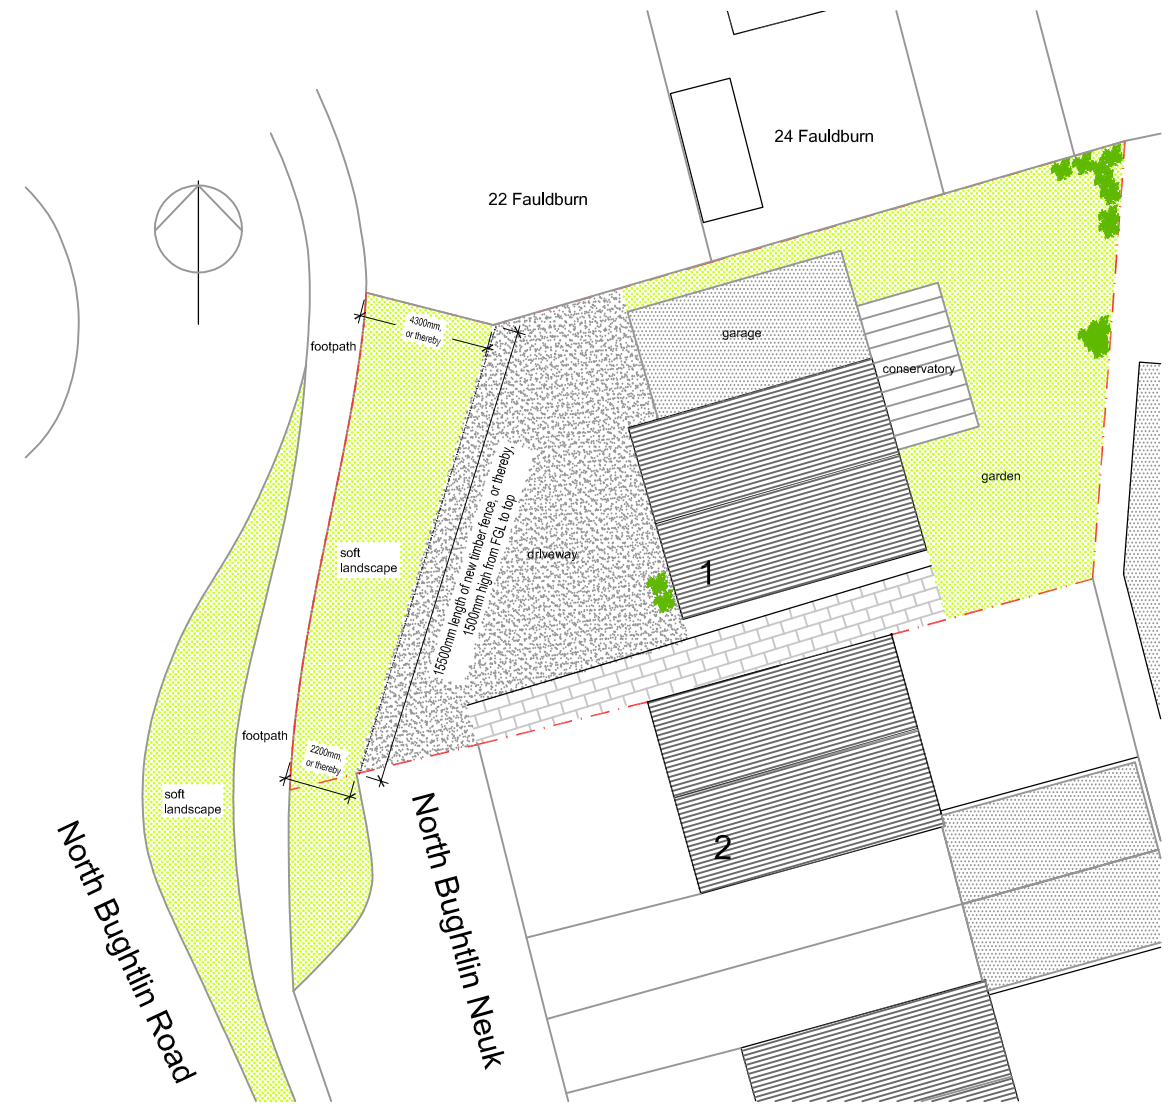 24 Fauldburn
22 Fauldburn
4300mm,
or thereby
footpath
garage
conservatory
garden
15500mm length of new timber fence, or thereby,
1500mm high from FGL to top
driveway
soft
landscape
1
footpath
2200mm,
or thereby
soft
landscape
2
North Bughtlin Road
North Bughtlin Neuk